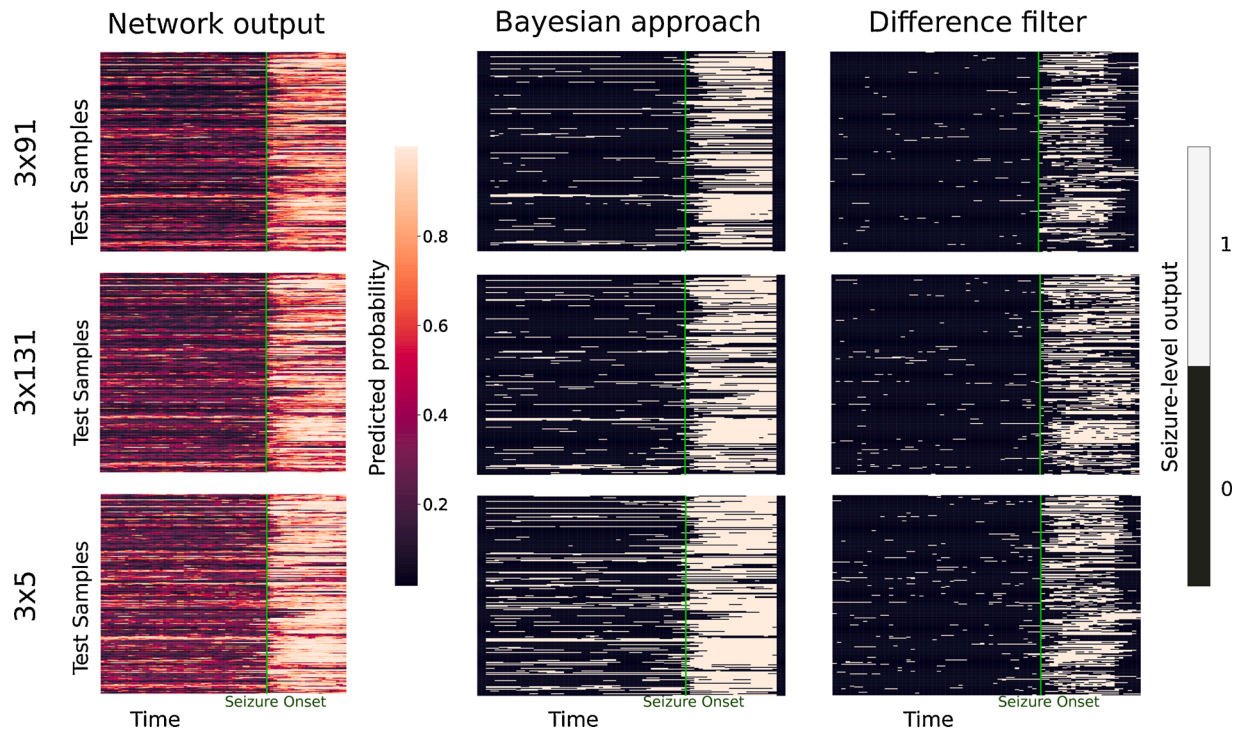 Network output
Bayesian approach
Difference filter
3x91
Test Samples
3x131
Test Samples
3x5
Test Samples
0.8
0.6
0.4
0.2
Predicted probability
1
0
Seizure-level output
Seizure Onset
Seizure Onset
Seizure Onset
Time
Time
Time